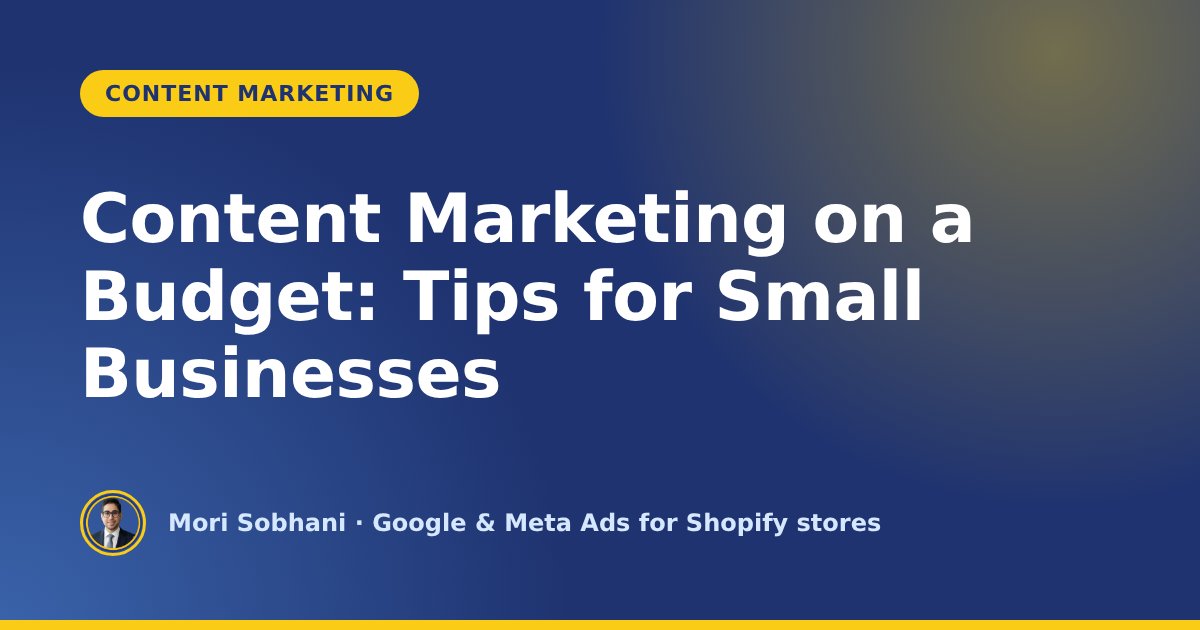 CONTENT MARKETING
Content Marketing on a
Budget: Tips for Small
Businesses
Mori Sobhani · Google & Meta Ads for Shopify stores